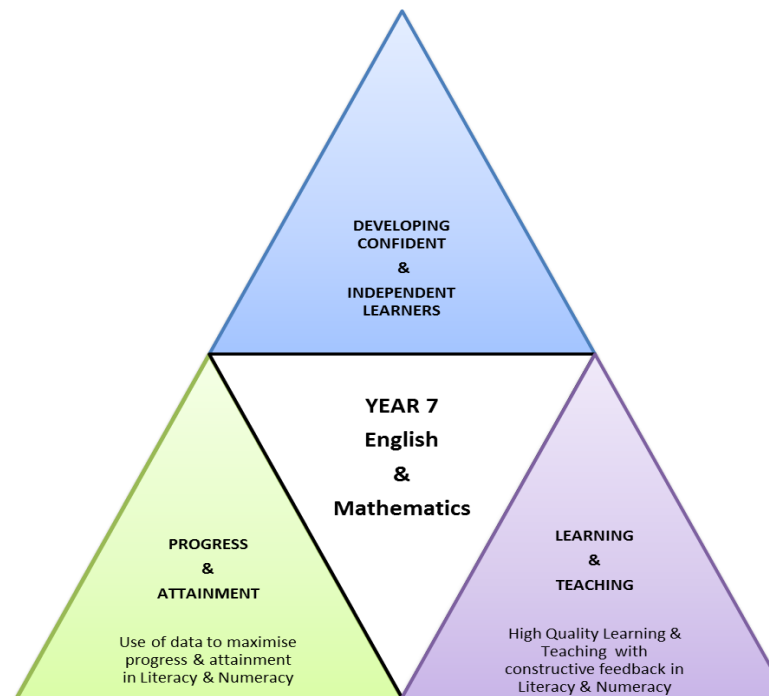 DEVELOPING
CONFIDENT
&
INDEPENDENT
LEARNERS
YEAR 7
English
&
Mathematics
PROGRESS
&
ATTAINMENT
Use of data to maximise
progress & attainment
in Literacy & Numeracy
LEARNING
&
TEACHING
High Quality Learning &
Teaching with
constructive feedback in
Literacy & Numeracy